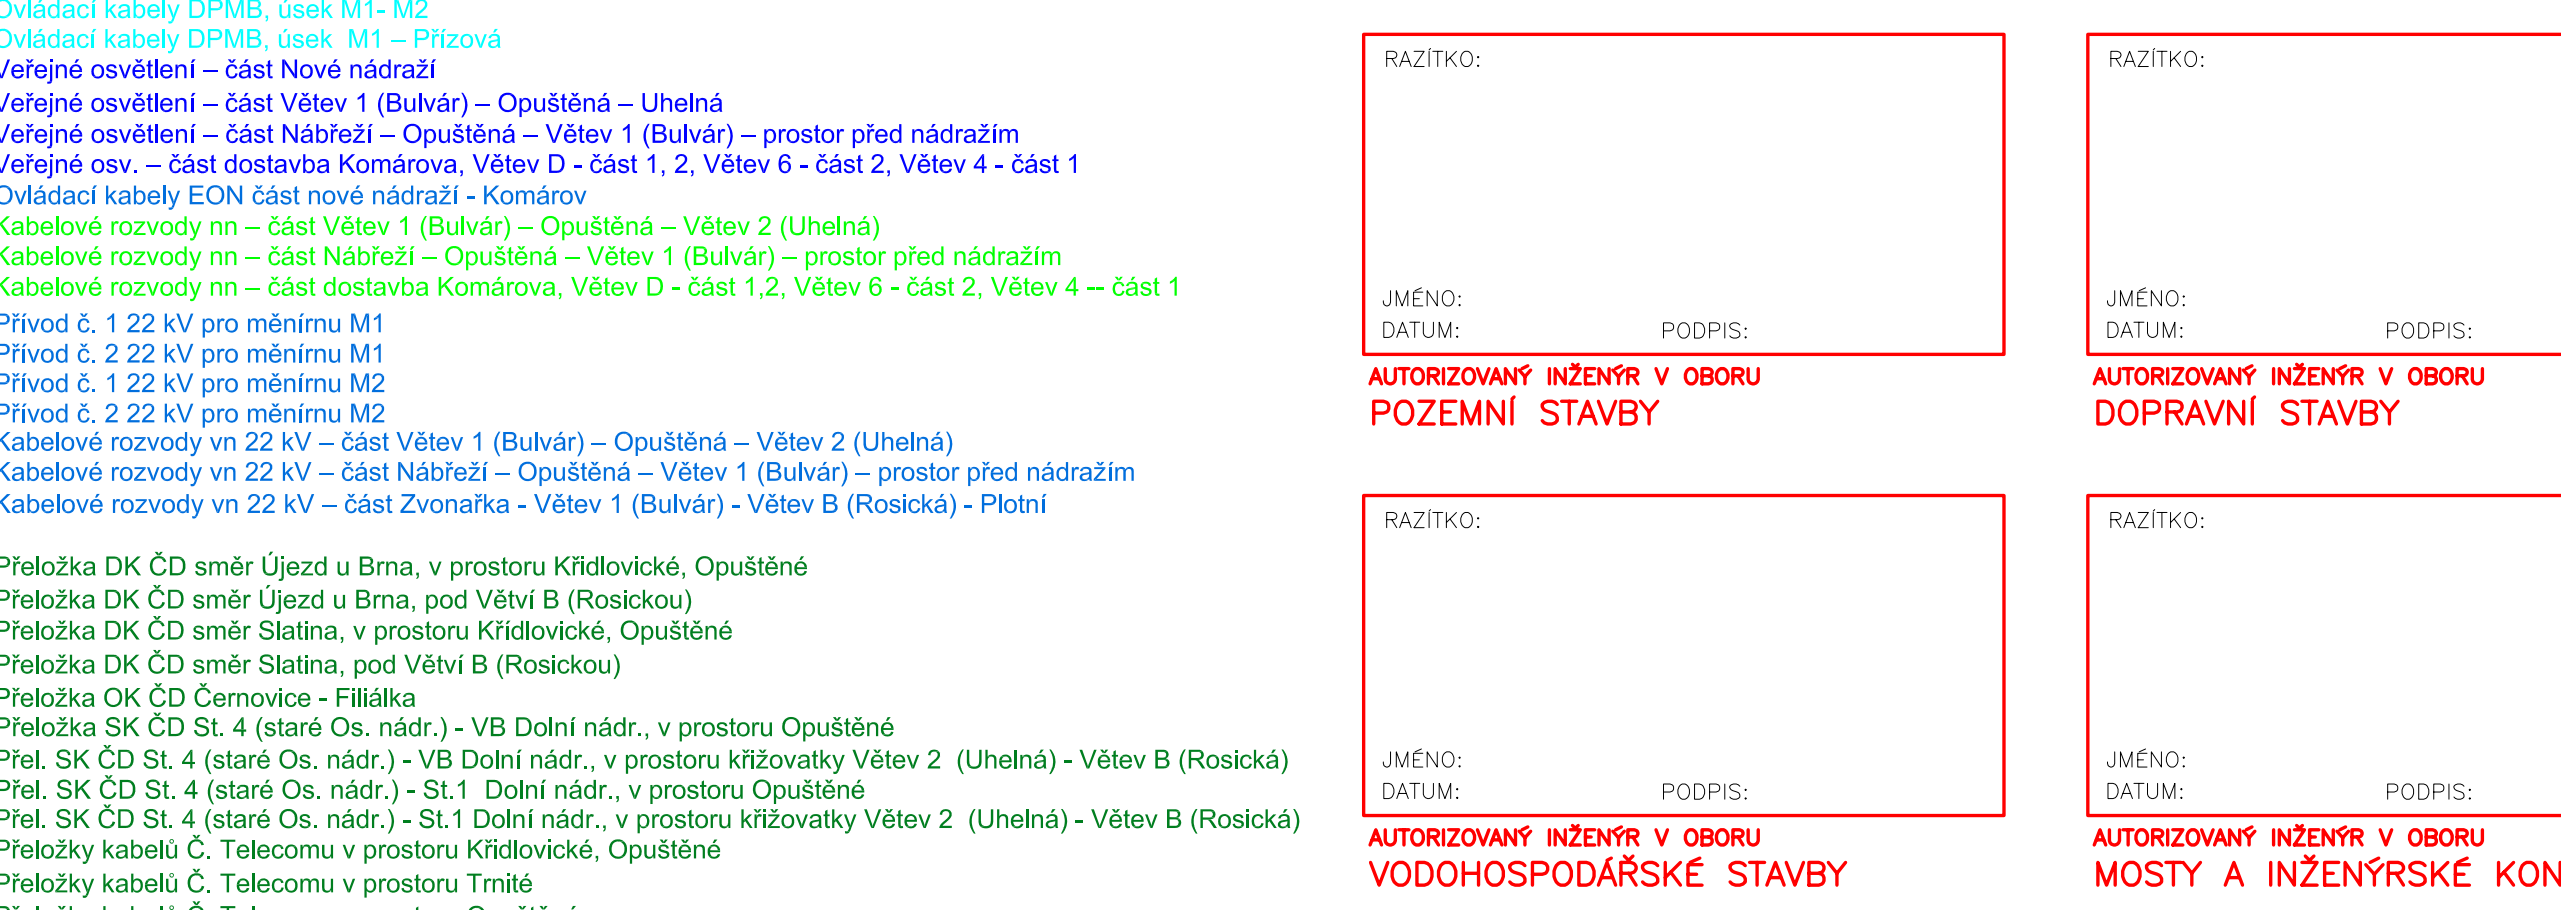 Ovládací kabely DPMB, úsek M1- M2
Ovládací kabely DPMB, úsek  M1 – Přízová
Veřejné osvětlení – část Nové nádraží
Veřejné osvětlení – část Větev 1 (Bulvár) – Opuštěná – Uhelná
Veřejné osvětlení – část Nábřeží – Opuštěná – Větev 1 (Bulvár) – prostor před nádražím
Veřejné osv. – část dostavba Komárova, Větev D - část 1, 2, Větev 6 - část 2, Větev 4 - část 1
Ovládací kabely EON část nové nádraží - Komárov
Kabelové rozvody nn – část Větev 1 (Bulvár) – Opuštěná – Větev 2 (Uhelná)
Kabelové rozvody nn – část Nábřeží – Opuštěná – Větev 1 (Bulvár) – prostor před nádražím
Kabelové rozvody nn – část dostavba Komárova, Větev D - část 1,2, Větev 6 - část 2, Větev 4 -- část 1
Přívod č. 1 22 kV pro měnírnu M1
Přívod č. 2 22 kV pro měnírnu M1
Přívod č. 1 22 kV pro měnírnu M2
Přívod č. 2 22 kV pro měnírnu M2
Kabelové rozvody vn 22 kV – část Větev 1 (Bulvár) – Opuštěná – Větev 2 (Uhelná)
Kabelové rozvody vn 22 kV – část Nábřeží – Opuštěná – Větev 1 (Bulvár) – prostor před nádražím
Kabelové rozvody vn 22 kV – část Zvonařka - Větev 1 (Bulvár) - Větev B (Rosická) - Plotní
Přeložka DK ČD směr Újezd u Brna, v prostoru Křidlovické, Opuštěné
Přeložka DK ČD směr Újezd u Brna, pod Větví B (Rosickou)
Přeložka DK ČD směr Slatina, v prostoru Křídlovické, Opuštěné
Přeložka DK ČD směr Slatina, pod Větví B (Rosickou)
Přeložka OK ČD Černovice - Filiálka
Přeložka SK ČD St. 4 (staré Os. nádr.) - VB Dolní nádr., v prostoru Opuštěné
Přel. SK ČD St. 4 (staré Os. nádr.) - VB Dolní nádr., v prostoru křižovatky Větev 2  (Uhelná) - Větev B (Rosická)
Přel. SK ČD St. 4 (staré Os. nádr.) - St.1  Dolní nádr., v prostoru Opuštěné
Přel. SK ČD St. 4 (staré Os. nádr.) - St.1 Dolní nádr., v prostoru křižovatky Větev 2  (Uhelná) - Větev B (Rosická)
Přeložky kabelů Č. Telecomu v prostoru Křidlovické, Opuštěné
Přeložky kabelů Č. Telecomu v prostoru Trnité
RAZÍTKO:
JMÉNO:
DATUM: PODPIS:
AUTORIZOVANÝ INŽENÝR V OBORU
POZEMNÍ STAVBY
RAZÍTKO:
JMÉNO:
DATUM: PODPIS:
AUTORIZOVANÝ INŽENÝR V OBORU
DOPRAVNÍ STAVBY
RAZÍTKO:
JMÉNO:
DATUM: PODPIS:
AUTORIZOVANÝ INŽENÝR V OBORU
VODOHOSPODÁŘSKÉ STAVBY
RAZÍTKO:
JMÉNO:
DATUM: PODPIS:
AUTORIZOVANÝ INŽENÝR V OBORU
MOSTY A INŽENÝRSKÉ KON